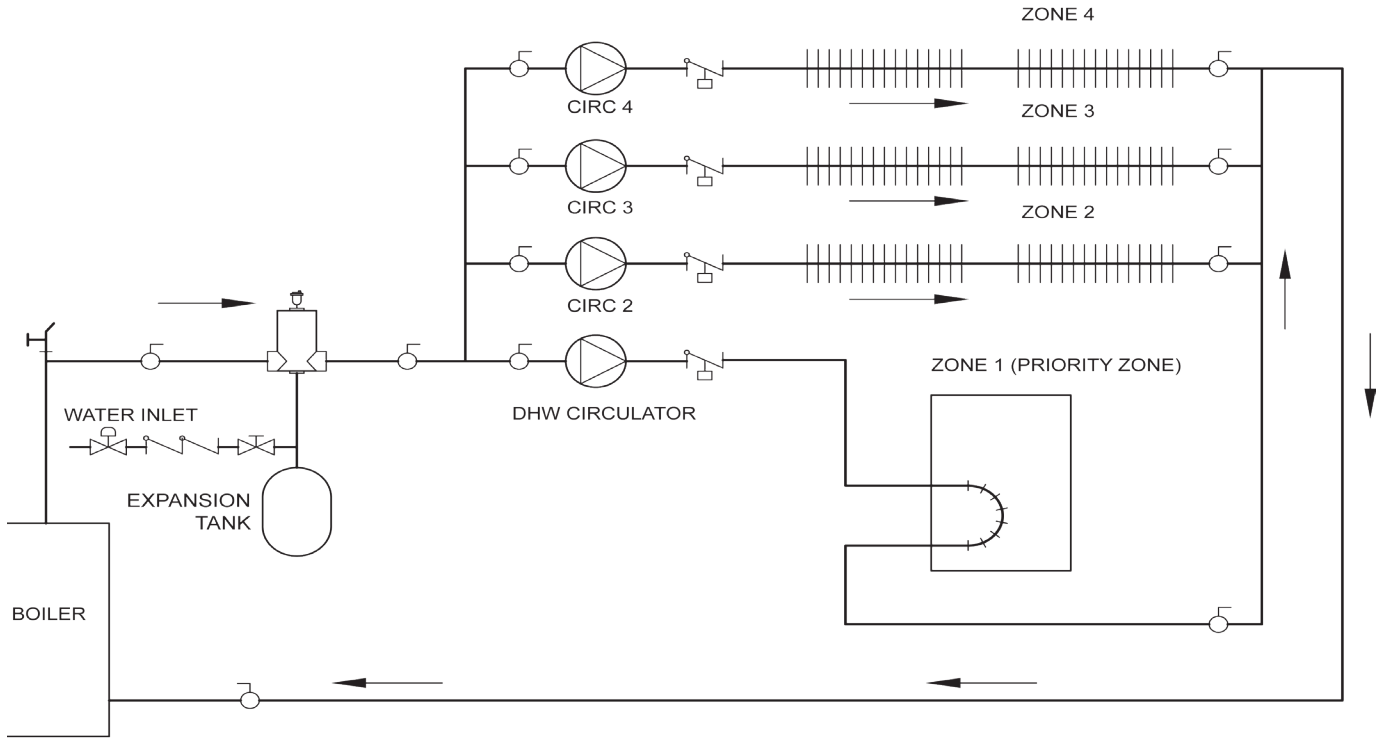 ZONE 4
CIRC 4
ZONE 3
CIRC 3
ZONE 2
CIRC 2
ZONE 1 (PRIORITY ZONE)
DHW CIRCULATOR
WATER INLET
EXPANSION
TANK
BOILER